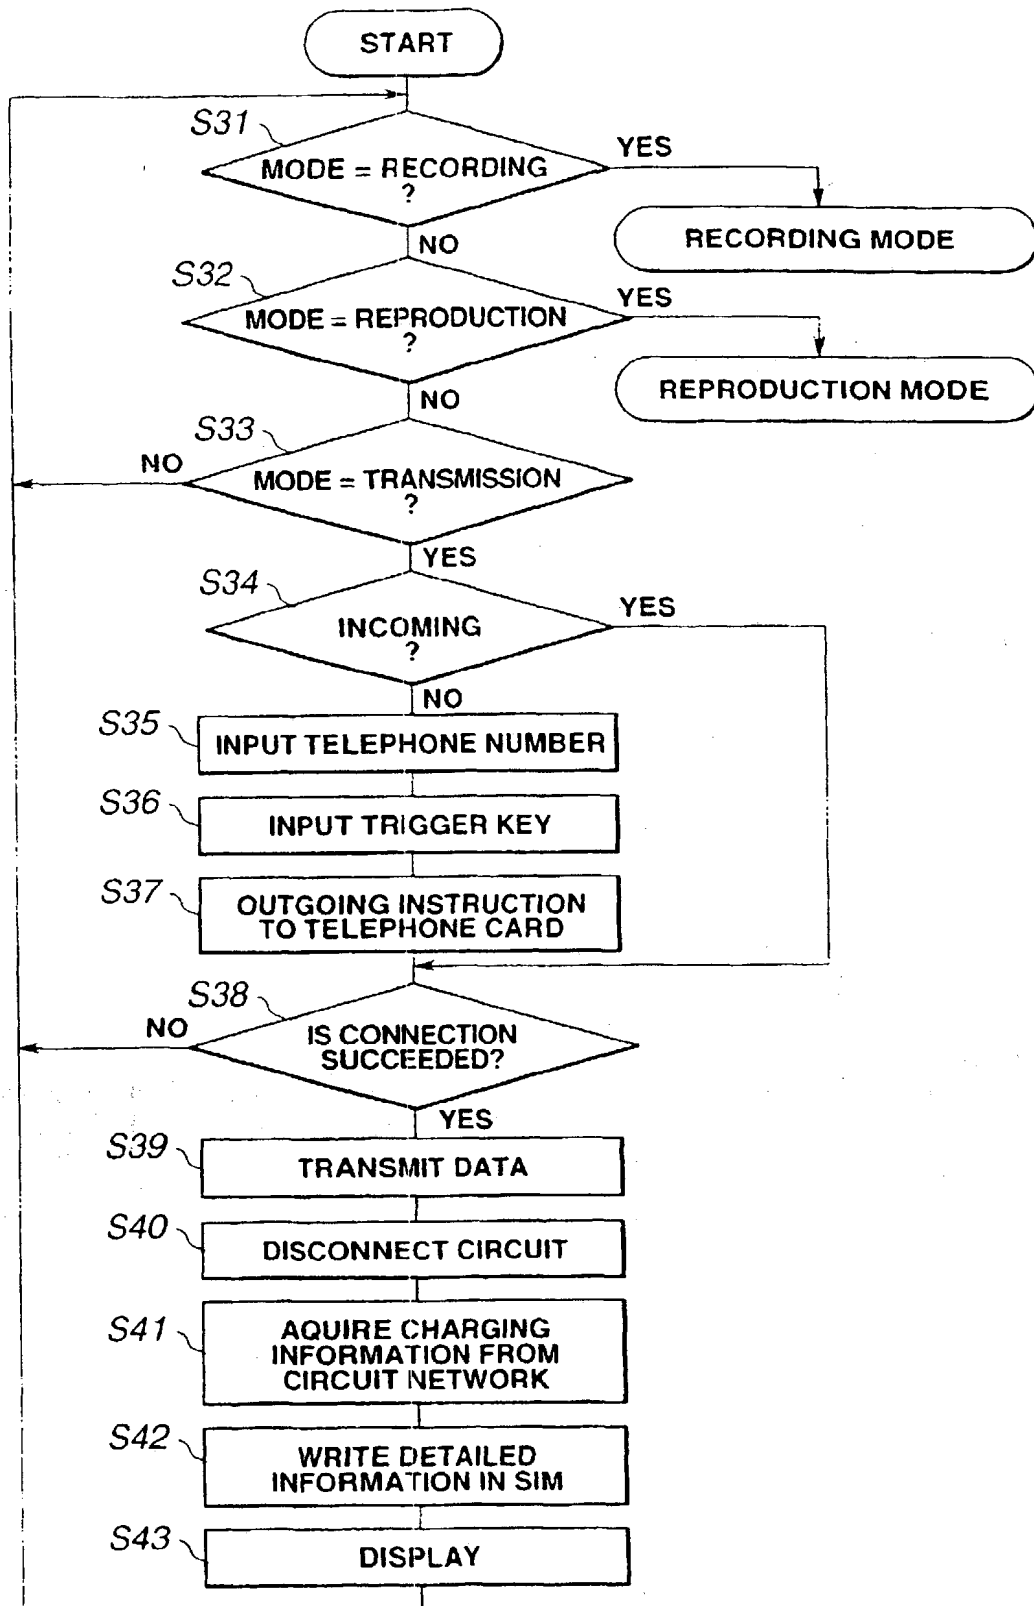 START
S31
MODE = RECORDING
?
YES
RECORDING MODE
NO
S32
MODE = REPRODUCTION
?
YES
REPRODUCTION MODE
NO
S33
NO
MODE = TRANSMISSION
?
YES
S34
INCOMING
?
YES
NO
S35
INPUT TELEPHONE NUMBER
S36
INPUT TRIGGER KEY
S37
OUTGOING INSTRUCTION
TO TELEPHONE CARD
S38
NO
IS CONNECTION
SUCCEEDED?
YES
S39
TRANSMIT DATA
S40
DISCONNECT CIRCUIT
S41
AQUIRE CHARGING
INFORMATION FROM
CIRCUIT NETWORK
S42
WRITE DETAILED
INFORMATION IN SIM
S43
DISPLAY